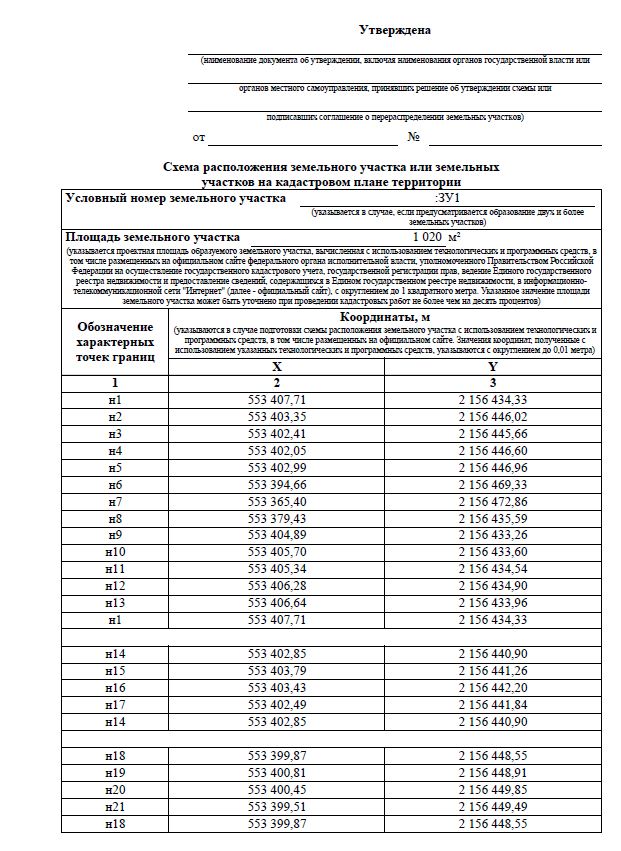 Утверждена
(наименование документа об утверждении, включая наименования органов государственной власти или
органов местного самоуправления, принявших решение об утверждении схемы или
подписавших соглашение о перераспределении земельных участков)
от №
Схема расположения земельного участка или земельных
участков на кадастровом плане территории
Условный номер земельного участка :ЗУ1
(указывается в случае, если предусматривается образование двух и более
земельных участков)
Площадь земельного участка 1 020 м²
(указывается проектная площадь образуемого земельного участка, вычисленная с использованием технологических и программных средств, в
том числе размещенных на официальном сайте федерального органа исполнительной власти, уполномоченного Правительством Российской
Федерации на осуществление государственного кадастрового учета, государственной регистрации прав, ведение Единого государственного
реестра недвижимости и предоставление сведений, содержащихся в Едином государственном реестре недвижимости, в информационно-
телекоммуникационной сети "Интернет" (далее - официальный сайт), с округлением до 1 квадратного метра. Указанное значение площади
земельного участка может быть уточнено при проведении кадастровых работ не более чем на десять процентов)
Обозначение
характерных
точек границ
Координаты, м
(указываются в случае подготовки схемы расположения земельного участка с использованием технологических и
программных средств, в том числе размещенных на официальном сайте. Значения координат, полученные с
использованием указанных технологических и программных средств, указываются с округлением до 0,01 метра)
X Y
1 2 3
н1 553 407,71 2 156 434,33
н2 553 403,35 2 156 446,02
н3 553 402,41 2 156 445,66
н4 553 402,05 2 156 446,60
н5 553 402,99 2 156 446,96
н6 553 394,66 2 156 469,33
н7 553 365,40 2 156 472,86
н8 553 379,43 2 156 435,59
н9 553 404,89 2 156 433,26
н10 553 405,70 2 156 433,60
н11 553 405,34 2 156 434,54
н12 553 406,28 2 156 434,90
н13 553 406,64 2 156 433,96
н1 553 407,71 2 156 434,33
н14 553 402,85 2 156 440,90
н15 553 403,79 2 156 441,26
н16 553 403,43 2 156 442,20
н17 553 402,49 2 156 441,84
н14 553 402,85 2 156 440,90
н18 553 399,87 2 156 448,55
н19 553 400,81 2 156 448,91
н20 553 400,45 2 156 449,85
н21 553 399,51 2 156 449,49
н18 553 399,87 2 156 448,55